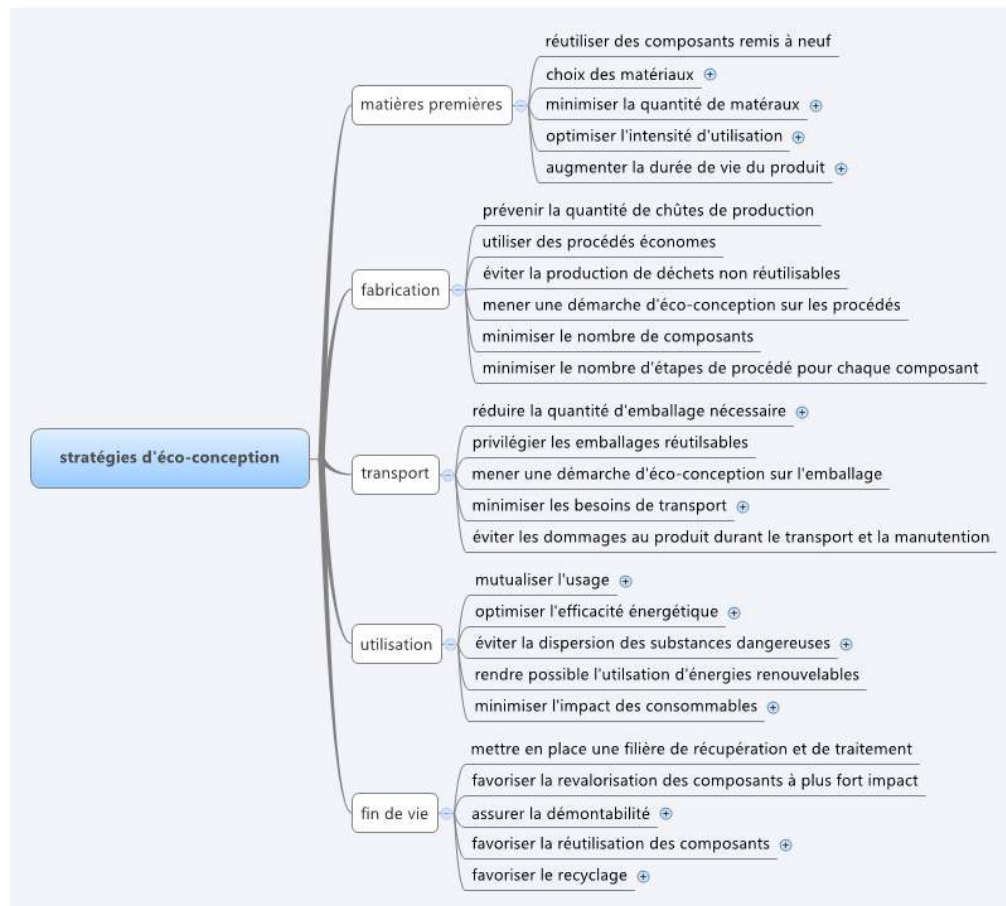 stratégies d'éco-conception
matières premières
réutiliser des composants remis à neuf
choix des matériaux
minimiser la quantité de matéraux
optimiser l'intensité d'utilisation
augmenter la durée de vie du produit
fabrication
prévenir la quantité de chûtes de production
utiliser des procédés économes
éviter la production de déchets non réutilisables
mener une démarche d'éco-conception sur les procédés
minimiser le nombre de composants
minimiser le nombre d'étapes de procédé pour chaque composant
transport
réduire la quantité d'emballage nécessaire
privilégier les emballages réutilsables
mener une démarche d'éco-conception sur l'emballage
minimiser les besoins de transport
éviter les dommages au produit durant le transport et la manutention
utilisation
mutualiser l'usage
optimiser l'efficacité énergétique
éviter la dispersion des substances dangereuses
rendre possible l'utilsation d'énergies renouvelables
minimiser l'impact des consommables
fin de vie
mettre en place une filière de récupération et de traitement
favoriser la revalorisation des composants à plus fort impact
assurer la démontabilité
favoriser la réutilisation des composants
favoriser le recyclage